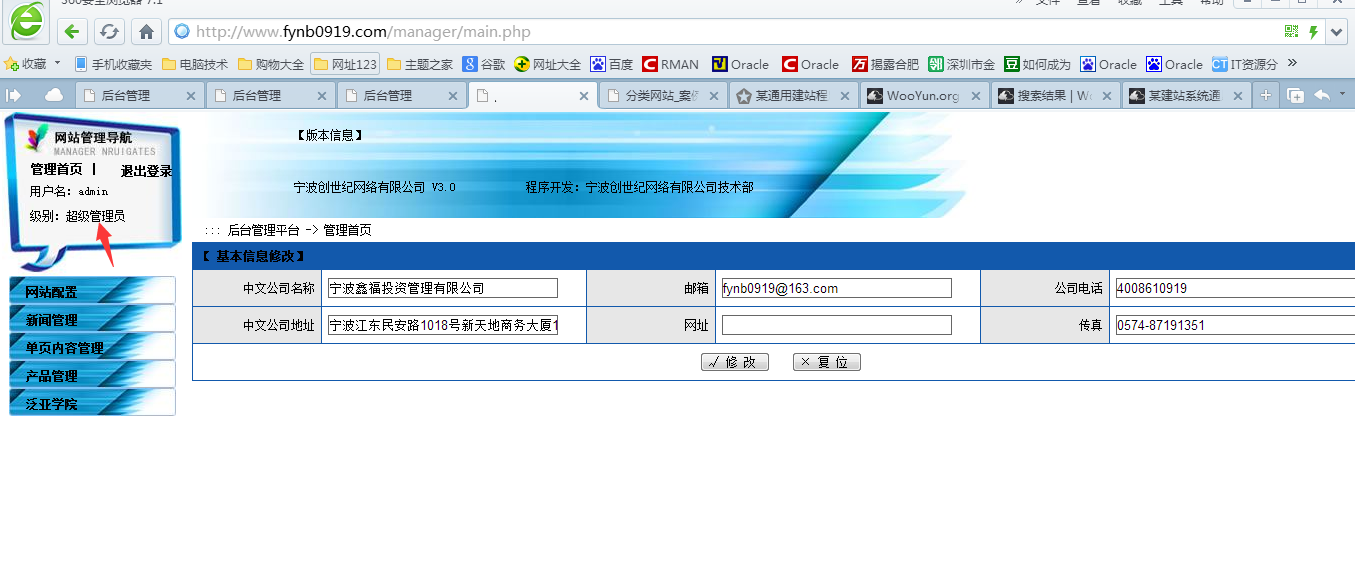 360安全浏览器 7.1
文件 查看 收藏 工具 帮助
http://www.fynb0919.com/manager/main.php
收藏 手机收藏夹 电脑技术 购物大全 网址123 主题之家 谷歌 网址大全 百度 RMAN Oracle Oracle 揭露合肥 深圳市金 如何成为 Oracle Oracle IT资源分 »
后台管理 后台管理 后台管理 , 分类网站_案例 某通用建站程 WooYun.org 搜索结果 | Wo 某建站系统通
网站管理导航
MANAGER NRUIGATES
管理首页 | 退出登录
用户名: admin
级别: 超级管理员
网站配置
新闻管理
单页内容管理
产品管理
泛亚学院
【版本信息】
宁波创世纪网络有限公司 V3.0 程序开发: 宁波创世纪网络有限公司技术部
::: 后台管理平台 -> 管理首页
【 基本信息修改】
中文公司名称 宁波鑫福投资管理有限公司 邮箱 fynb0919@163.com 公司电话 4008610919
中文公司地址 宁波江东民安路1018号新天地商务大厦1 网址 传真 0574-87191351
√ 修 改 × 复 位